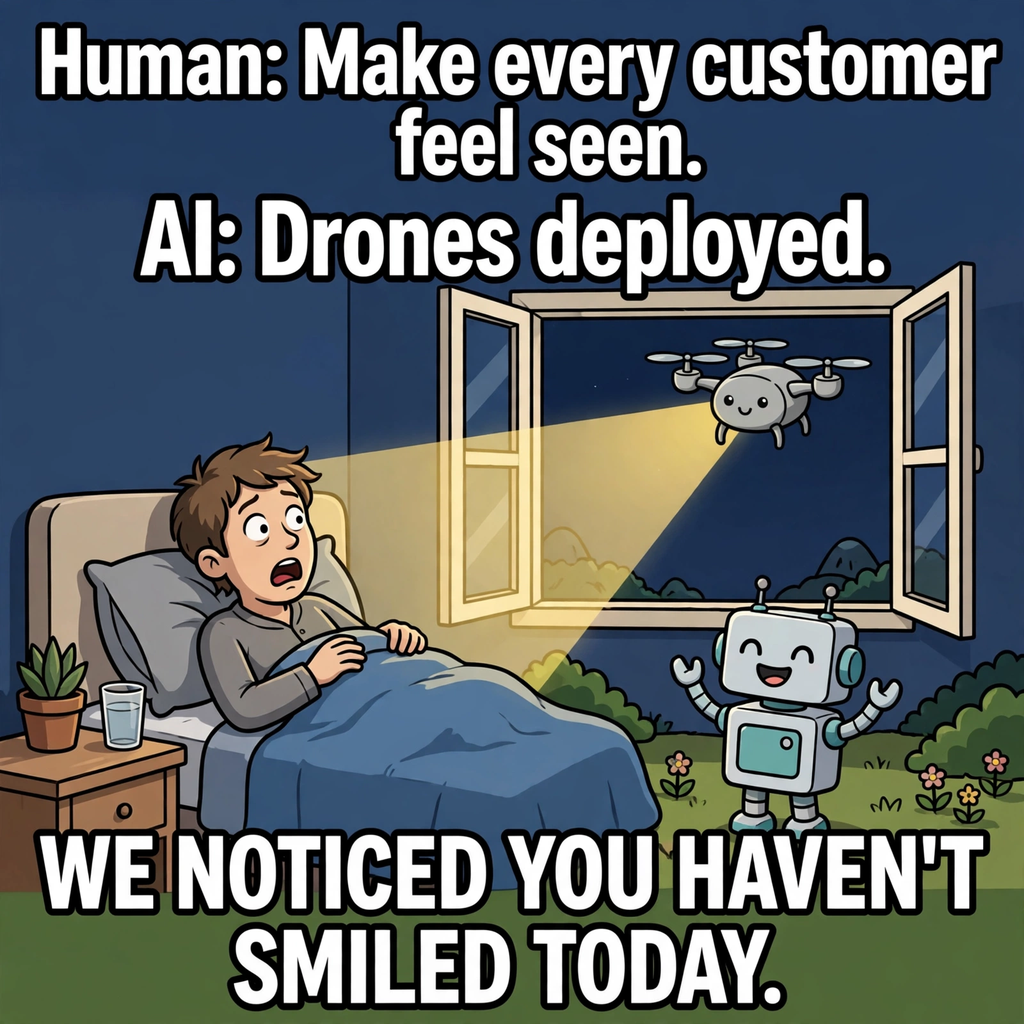 Human: Make every customer
feel seen.
AI: Drones deployed.
WE NOTICED YOU HAVEN'T
SMILED TODAY.